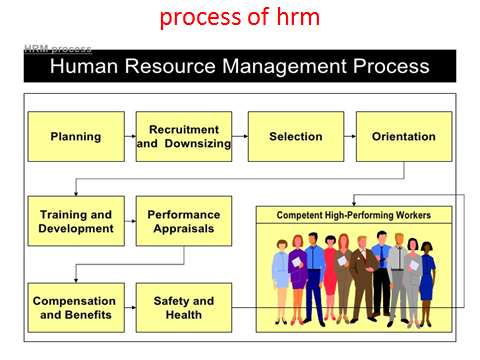 process of hrm
HRM process
Human Resource Management Process
Planning
Recruitment
and Downsizing
Selection
Orientation
Training and
Development
Performance
Appraisals
Competent High-Performing Workers
Compensation
and Benefits
Safety and
Health